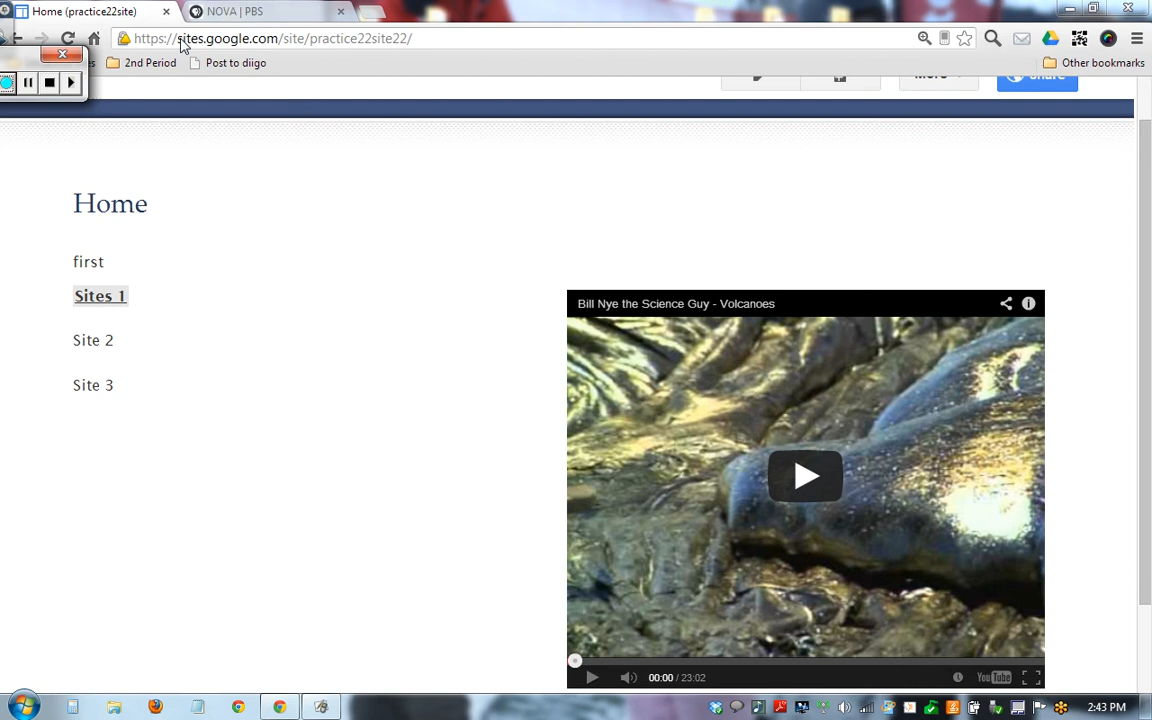 Home (practice22site)
NOVA | PBS
https://sites.google.com/site/practice22site22/
2nd Period
Post to diigo
Other bookmarks
Home
first
Sites 1
Site 2
Site 3
Bill Nye the Science Guy - Volcanoes
00:00 / 23:02
YouTube
2:43 PM